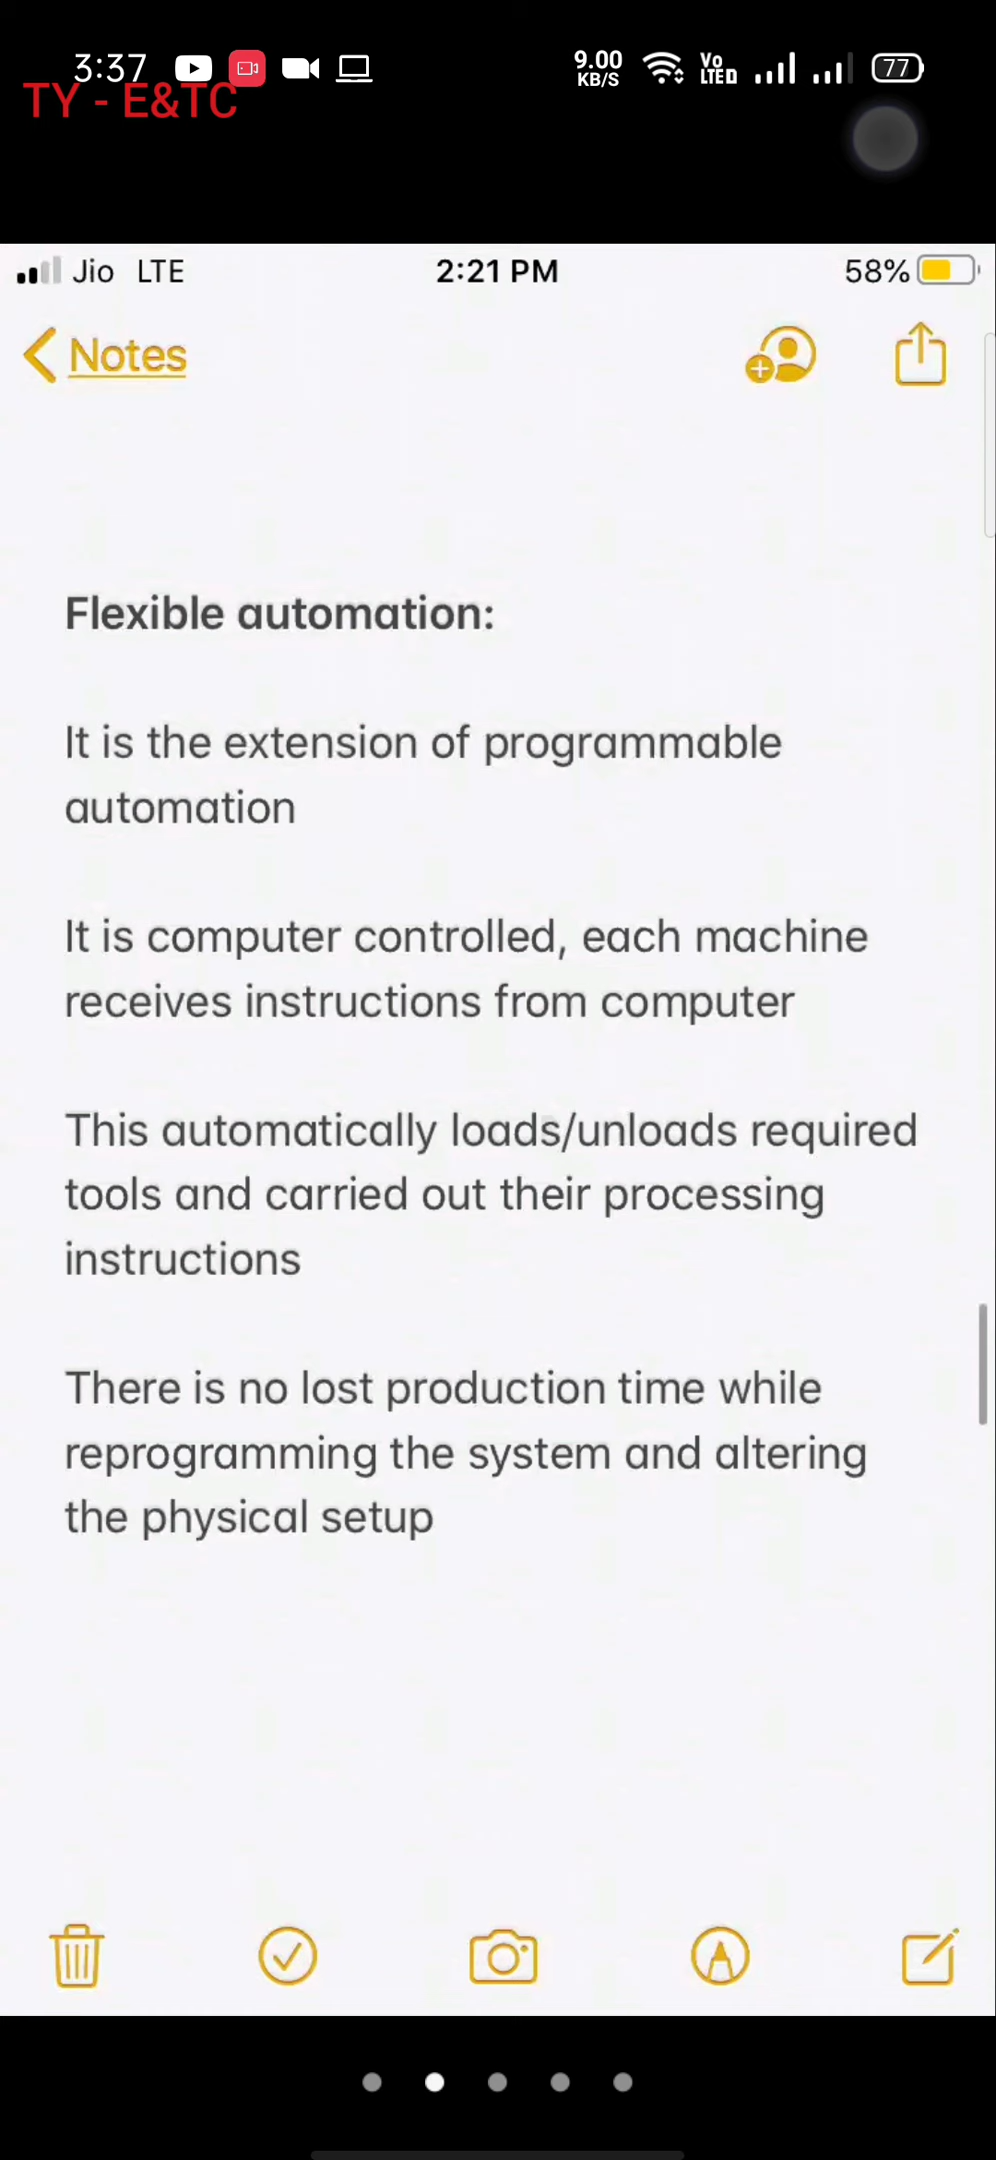 3:37
9.00
KB/S
Vo
LTED
77
TY - E&TC
Jio LTE
2:21 PM
58%
Notes
Flexible automation:
It is the extension of programmable
automation
It is computer controlled, each machine
receives instructions from computer
This automatically loads/unloads required
tools and carried out their processing
instructions
There is no lost production time while
reprogramming the system and altering
the physical setup